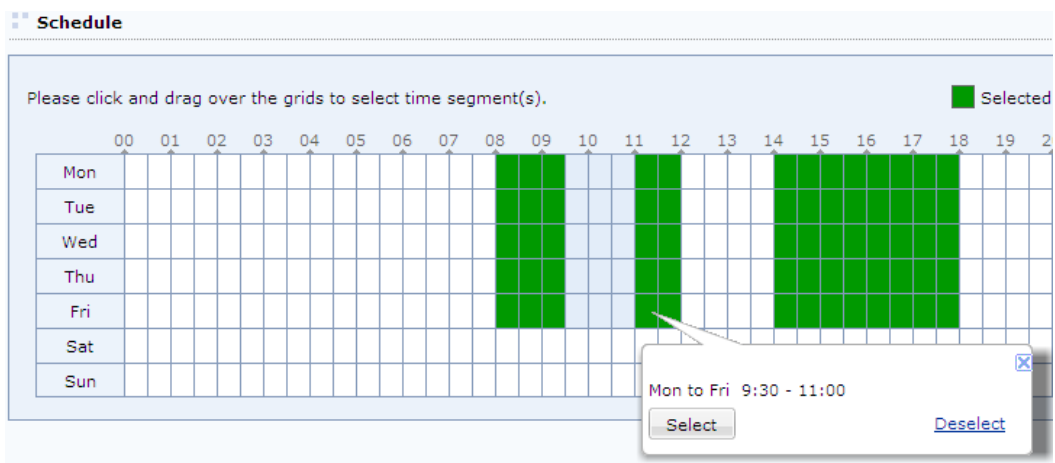 Schedule
Please click and drag over the grids to select time segment(s).
Selected
00 01 02 03 04 05 06 07 08 09 10 11 12 13 14 15 16 17 18 19
Mon
Tue
Wed
Thu
Fri
Sat
Sun
Mon to Fri 9:30 - 11:00
Select Deselect